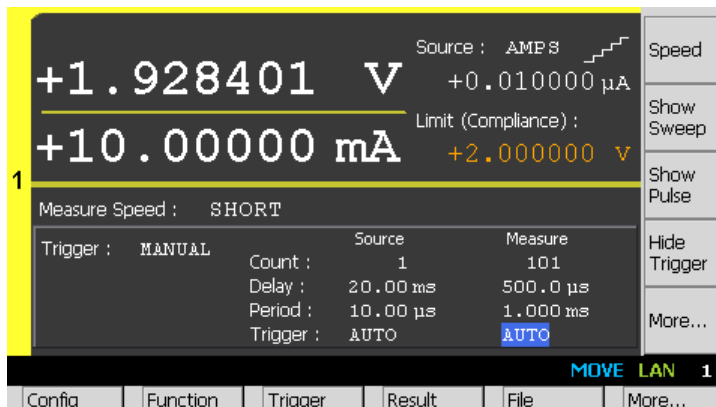 Source : AMPS
+1.928401 V
+0.010000 µA
Limit (Compliance) :
+10.00000 mA
+2.000000 V
1
Measure Speed : SHORT
Trigger : MANUAL
Source Measure
Count : 1 101
Delay : 20.00 ms 500.0 µs
Period : 10.00 µs 1.000 ms
Trigger : AUTO AUTO
Speed
Show
Sweep
Show
Pulse
Hide
Trigger
More...
MOVE LAN 1
Config Function Trigger Result File More...